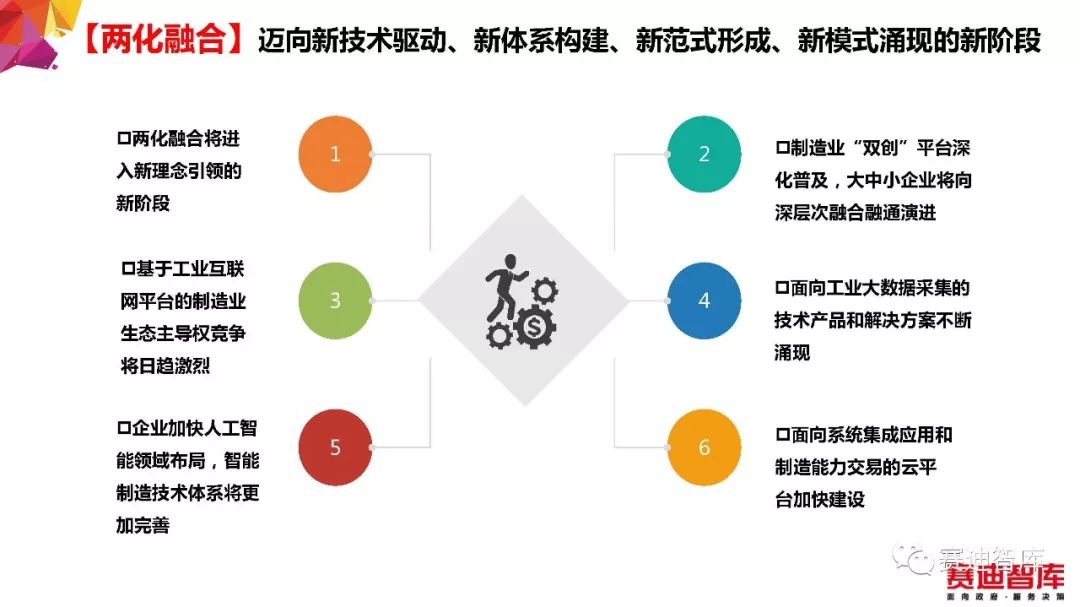 【两化融合】迈向新技术驱动、新体系构建、新范式形成、新模式涌现的新阶段
□两化融合将进
入新理念引领的
新阶段
1
2
□制造业“双创”平台深
化普及，大中小企业将向
深层次融合融通演进
□基于工业互联
网平台的制造业
生态主导权竞争
将日趋激烈
3
$
4
□面向工业大数据采集的
技术产品和解决方案不断
涌现
□企业加快人工智
能领域布局，智能
制造技术体系将更
加完善
5
6
□面向系统集成应用和
制造能力交易的云平
台加快建设
赛迪智库
赛迪智库
面向政府·服务决策